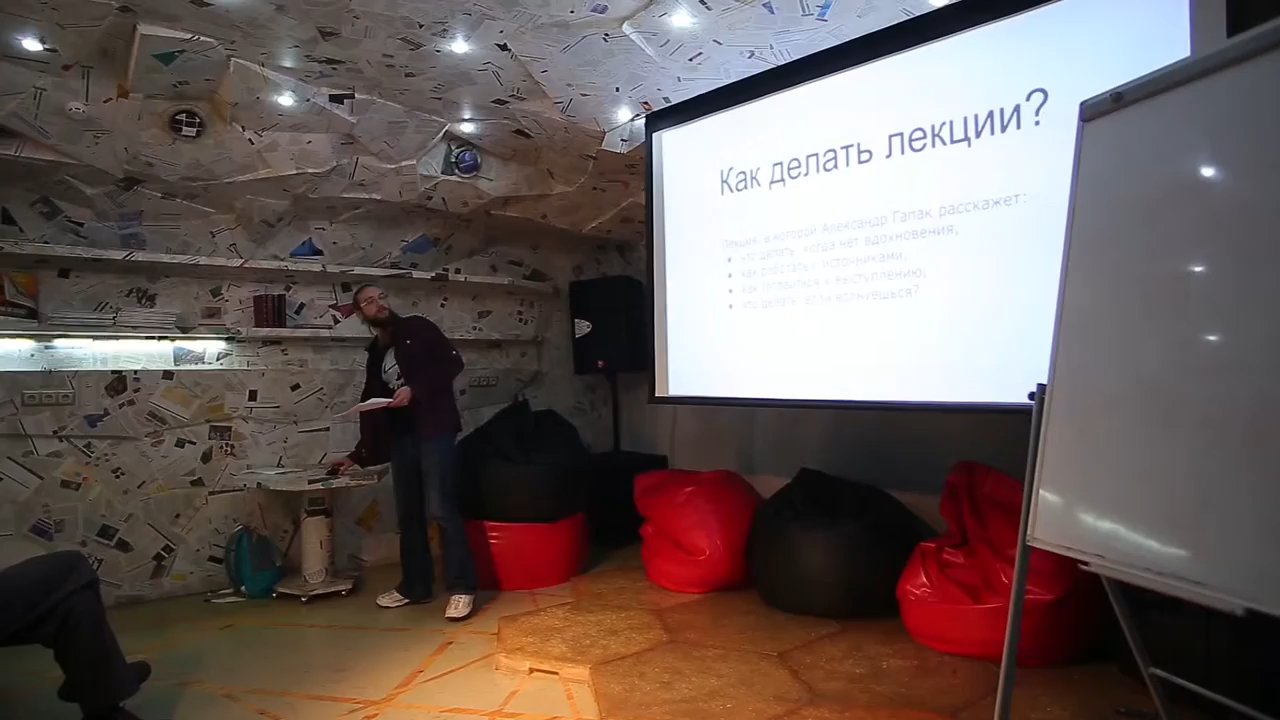 Как делать лекции?
Лекция, в которой Александр Гапак расскажет:
что делать, когда нет вдохновения,
как работать с источниками,
как готовиться к выступлению,
что делать, если волнуешься?